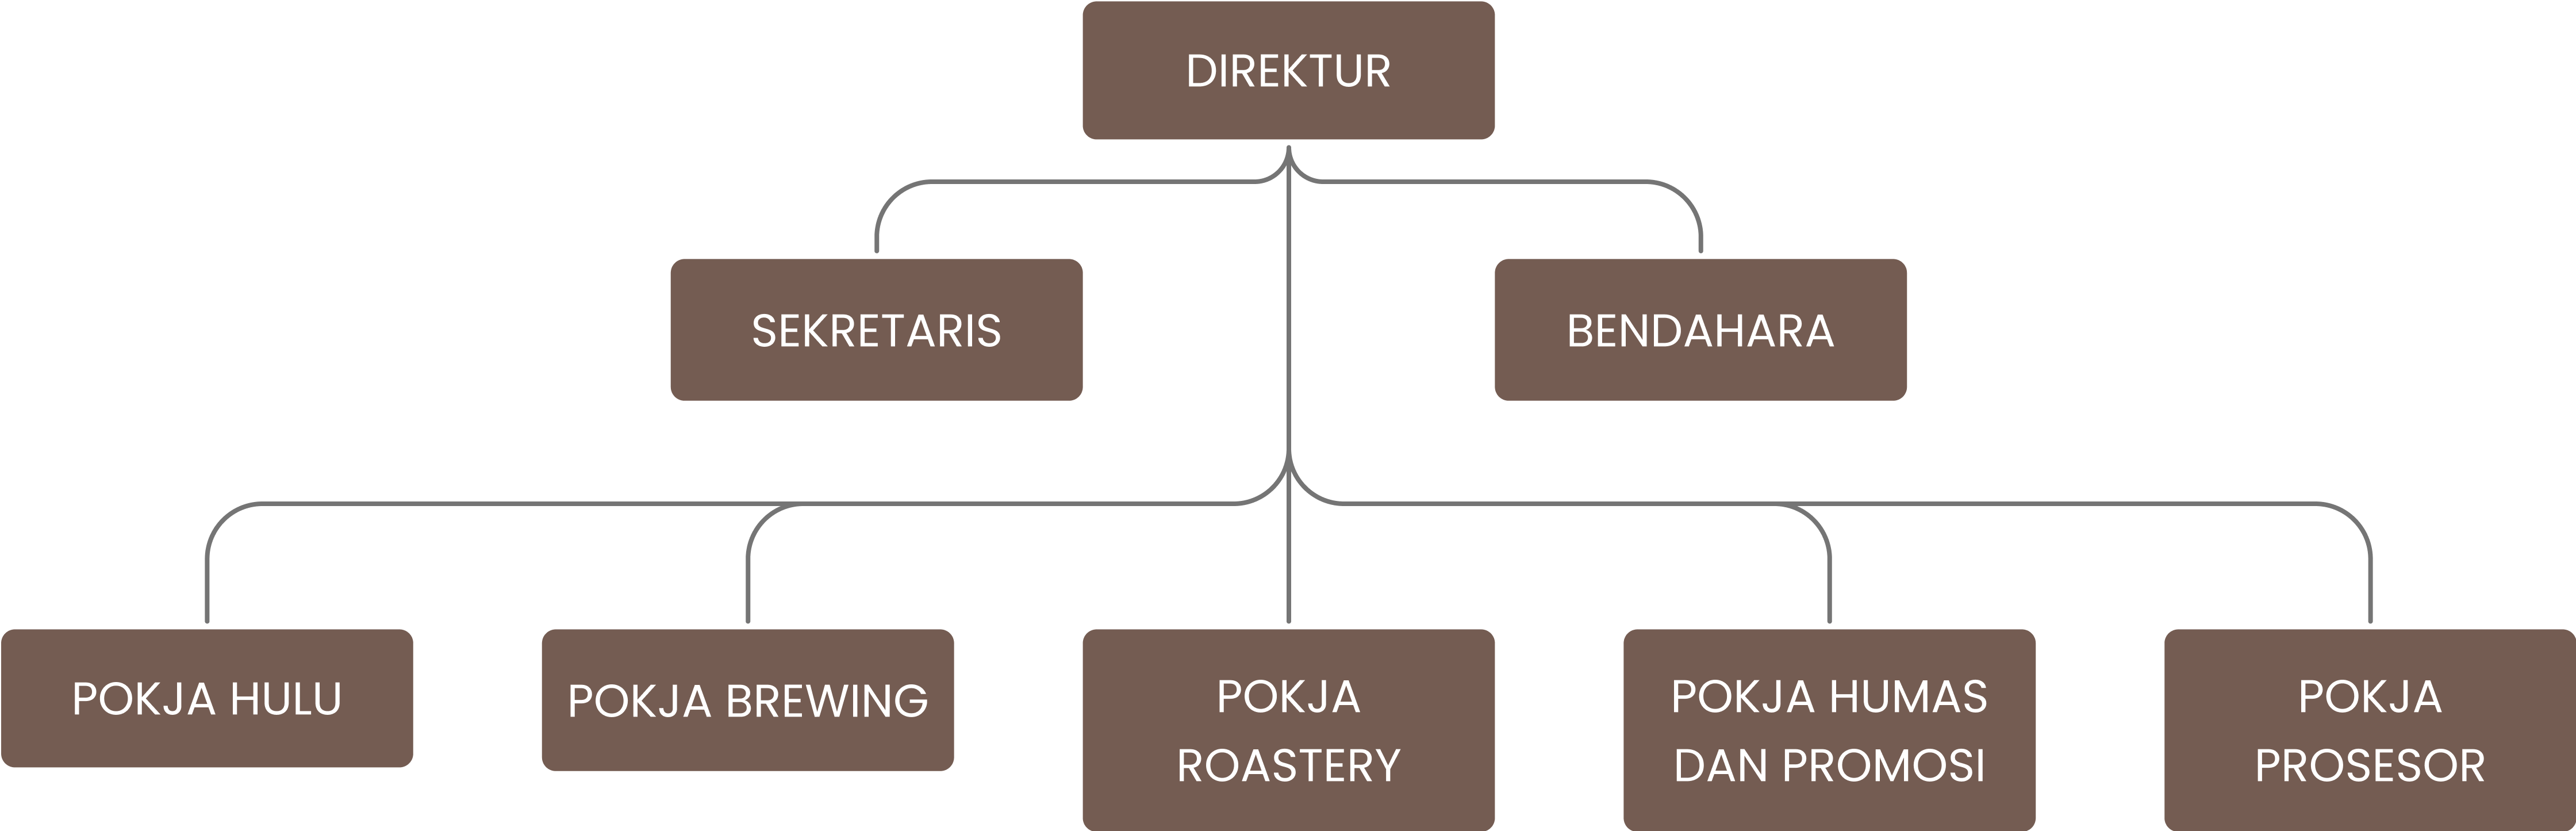 DIREKTUR
SEKRETARIS
BENDAHARA
POKJA HULU
POKJA BREWING
POKJA
ROASTERY
POKJA HUMAS
DAN PROMOSI
POKJA
PROSESOR